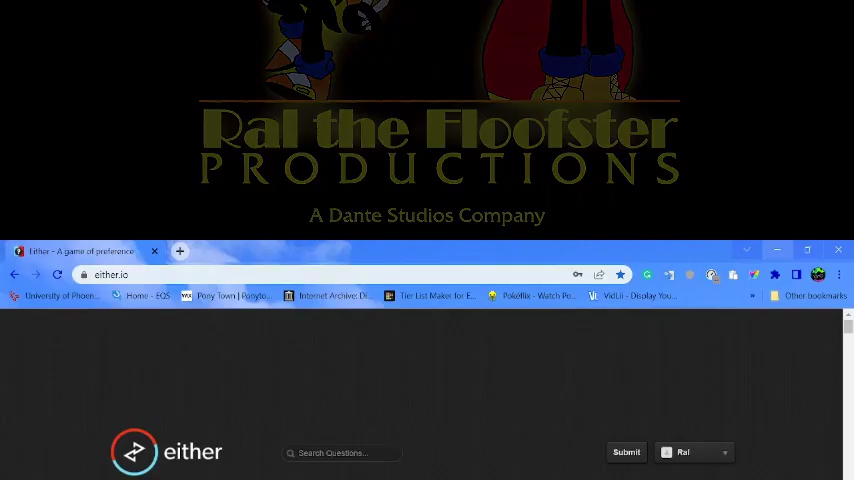 Ral the Floofster
PRODUCTIONS
A Dante Studios Company
Either - A game of preference
either.io
University of Phoen...
Home - EQS
Pony Town | Ponyto...
Internet Archive: Di...
Tier List Maker for E...
Pokéflix - Watch Po...
VidLii - Display You...
»
Other bookmarks
either
Search Questions...
Submit
Ral